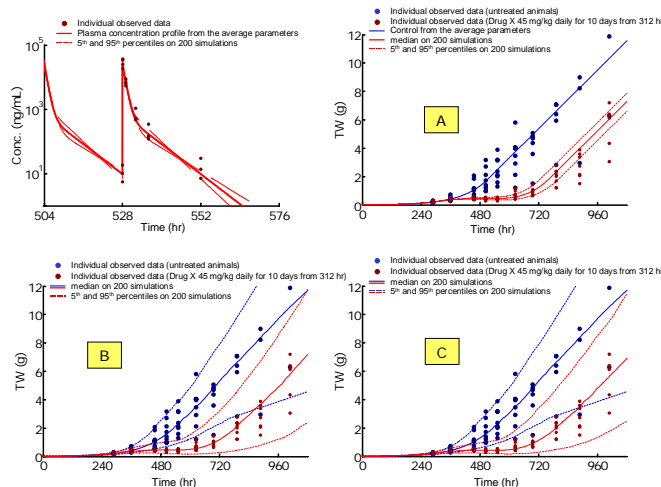 Individual observed data
Plasma concentration profile from the average parameters
5th and 95th percentiles on 200 simulations
Conc. (ng/mL)
10^5
10^3
10^1
504 528 552 576
Time (hr)
Individual observed data (untreated animals)
Individual observed data (Drug X 45 mg/kg daily for 10 days from 312 hr)
Control from the average parameters
median on 200 simulations
5th and 95th percentiles on 200 simulations
A
TW (g)
12
10
8
6
4
2
0
0 240 480 720 960
Time (hr)
Individual observed data (untreated animals)
Individual observed data (Drug X 45 mg/kg daily for 10 days from 312 hr)
median on 200 simulations
5th and 95th percentiles on 200 simulations
B
TW (g)
12
10
8
6
4
2
0
0 240 480 720 960
Time (hr)
Individual observed data (untreated animals)
Individual observed data (Drug X 45 mg/kg daily for 10 days from 312 hr
median on 200 simulations
5th and 95th percentiles on 200 simulations
C
TW (g)
12
10
8
6
4
2
0
0 240 480 720 960
Time (hr)